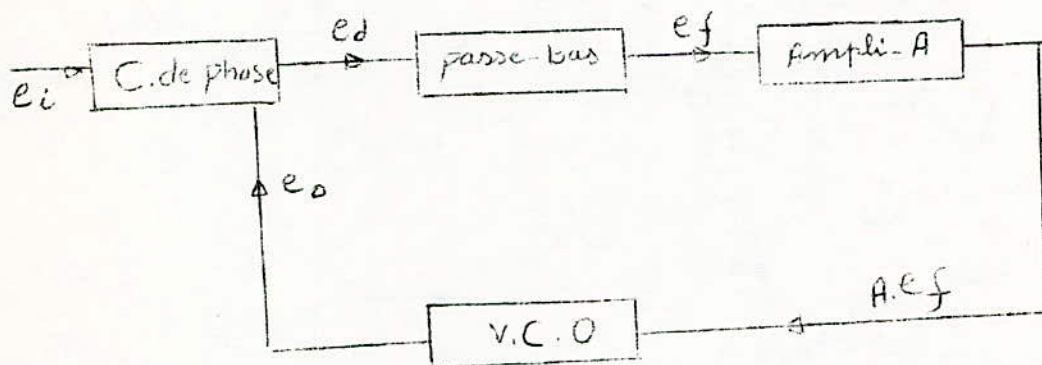 ed
ef
C. de phase
passe-bas
Ampli-A
ei
eo
A.ef
V.C.O